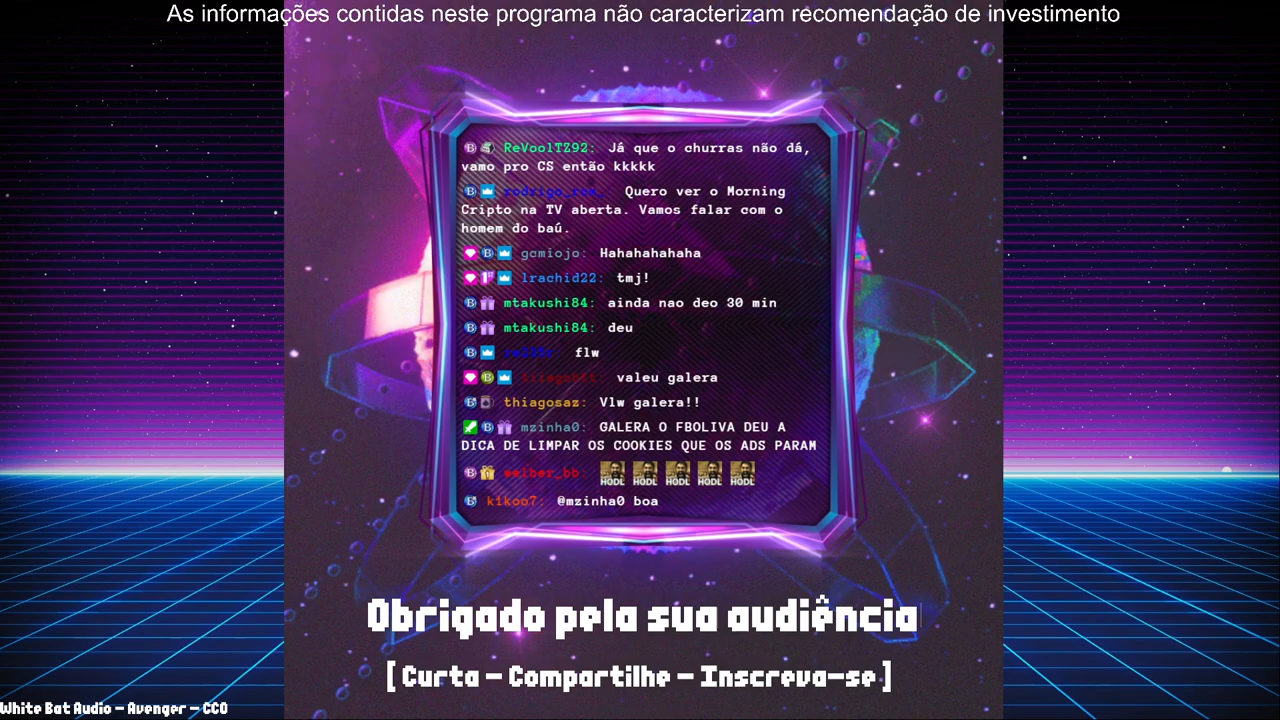 As informações contidas neste programa não caracterizam recomendação de investimento
ReVoolTZ92: Já que o churras não dá,
vamo pro CS então kkkkk
Quero ver o Morning
Cripto na TV aberta. Vamos falar com o
homem do baú.
gcmiojo: Hahahahahaha
lrachid22: tmj!
mtakushi84: ainda nao deo 30 min
mtakushi84: deu
flw
valeu galera
thiagosaz: Vlw galera!!
mzinha0: GALERA O FBOLIVA DEU A
DICA DE LIMPAR OS COOKIES QUE OS ADS PARAM
HODL HODL HODL HODL HODL
k1koo7: @mzinha0 boa
Obrigado pela sua audiência
[ Curta - Compartilhe - Inscreva-se ]
White Bat Audio - Avenger - CC0